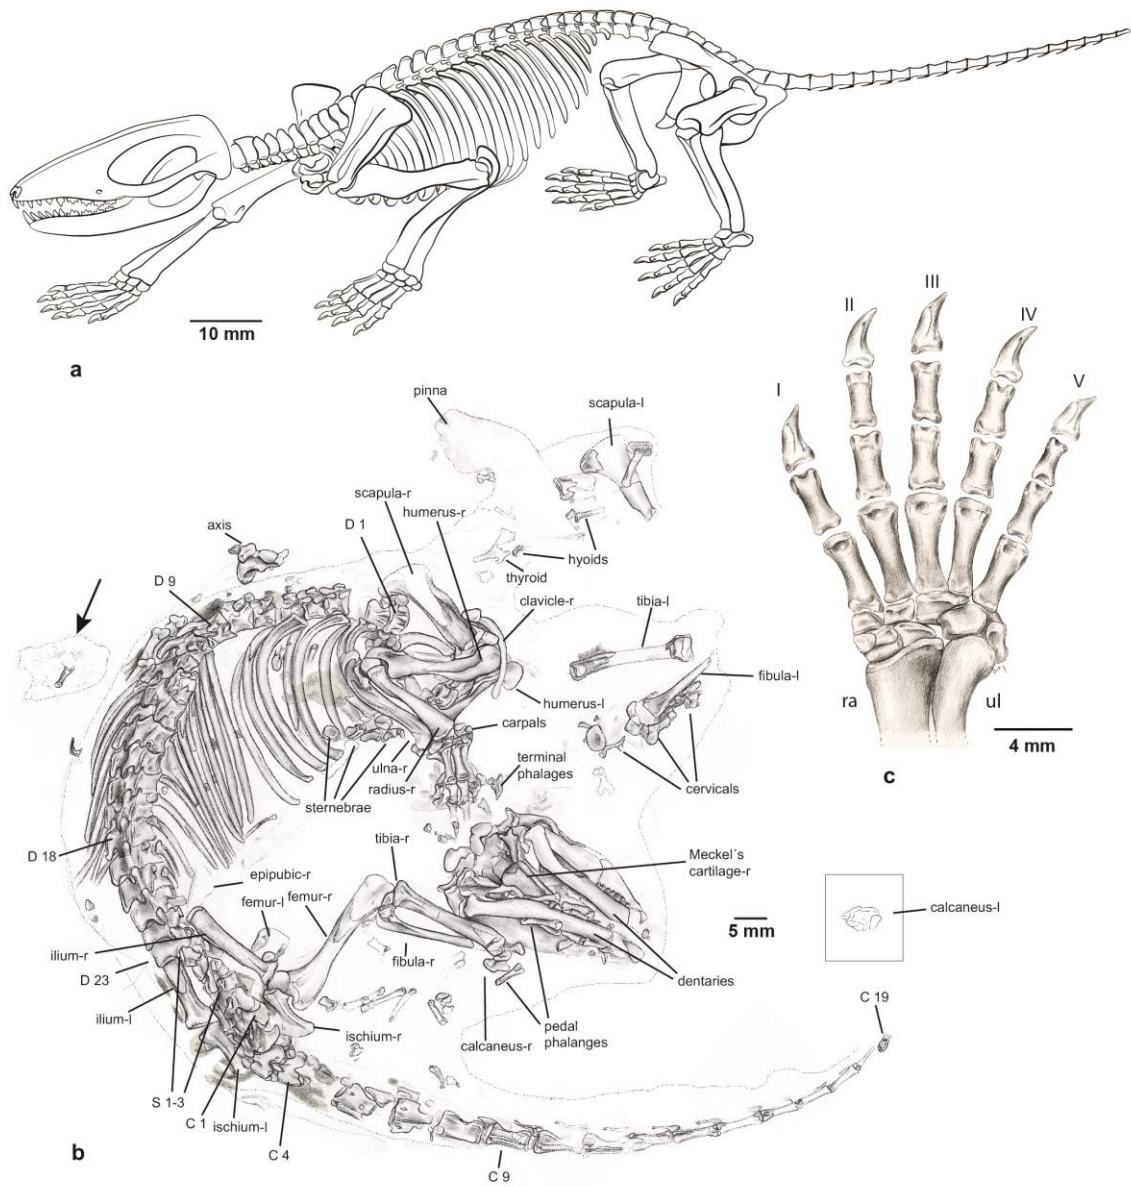 10 mm
a
III
II
IV
I
V
ra
ul
4 mm
c
pinna
scapula-l
scapula-r
humerus-r
D 1
axis
hyoids
thyroid
D 9
clavicle-r
tibia-l
fibula-l
humerus-l
carpals
ulna-r
radius-r
terminal
phalages
cervicals
sternebrae
D 18
tibia-r
Meckel´s
cartilage-r
epipubic-r
femur-l
femur-r
5 mm
calcaneus-l
ilium-r
fibula-r
D 23
dentaries
C 19
ilium-l
ischium-r
calcaneus-r
pedal
phalanges
S 1-3
C 1
ischium-l
C 4
C 9
b